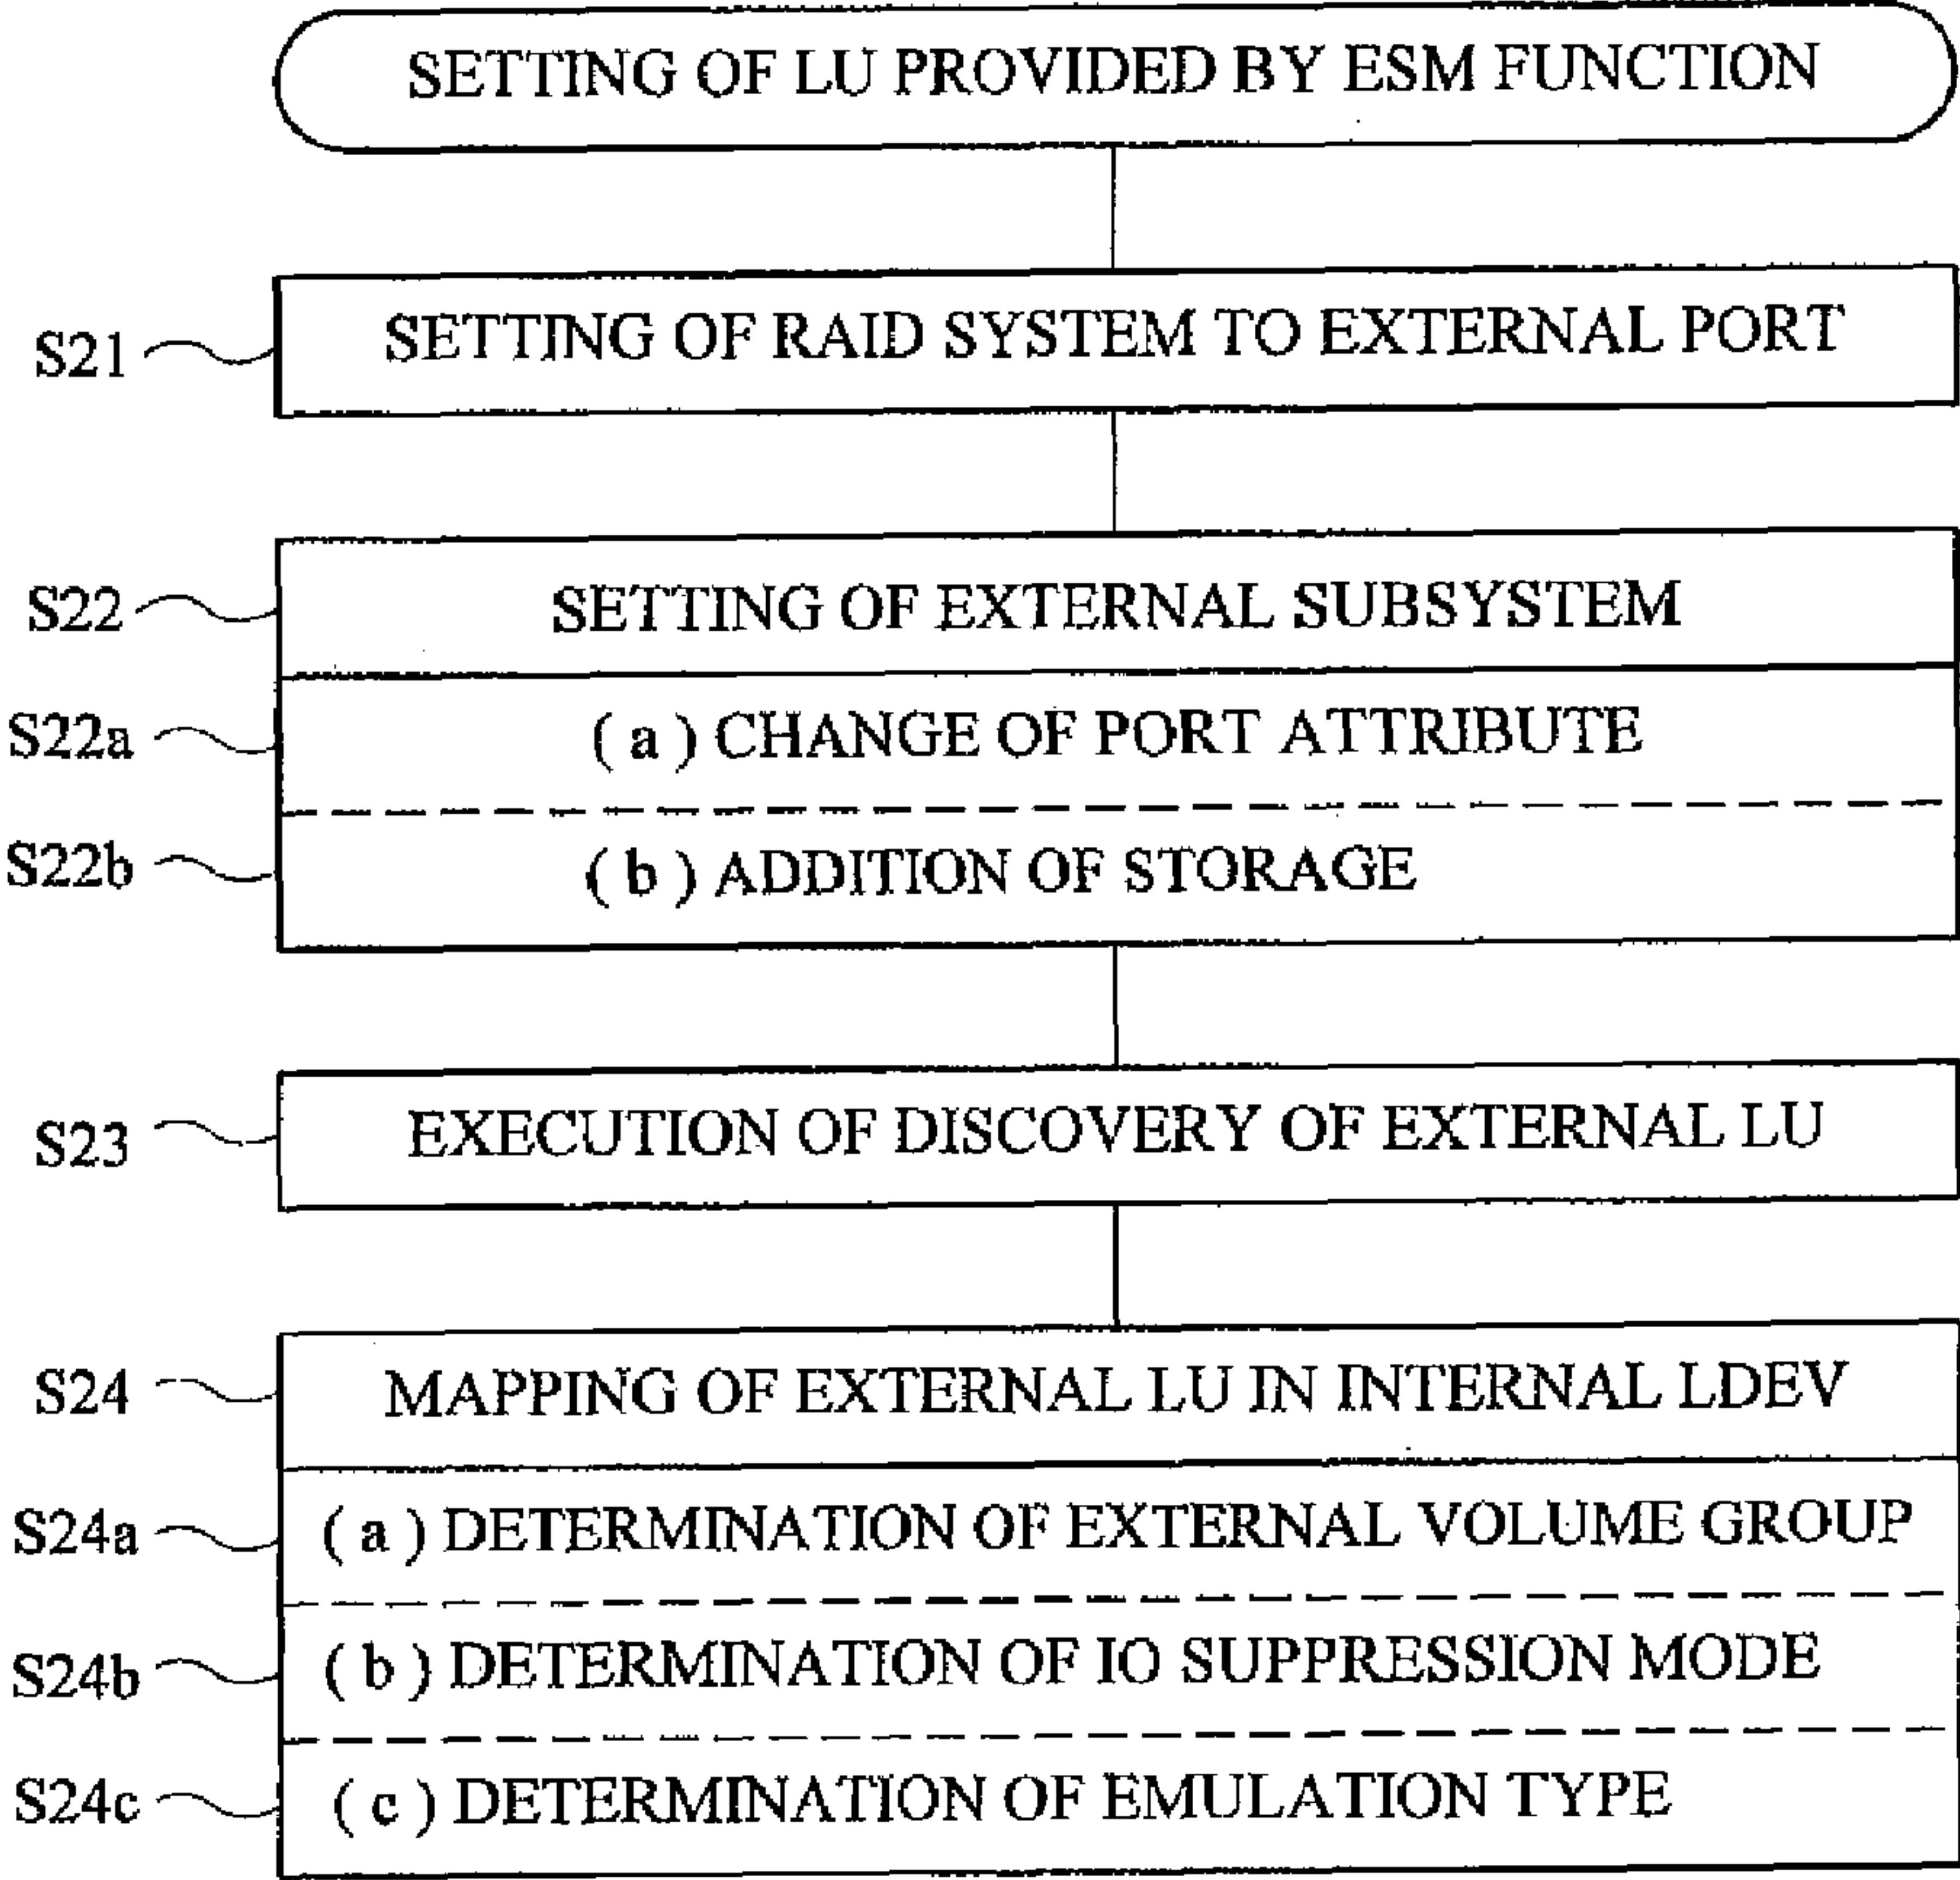 SETTING OF LU PROVIDED BY ESM FUNCTION
S21 SETTING OF RAID SYSTEM TO EXTERNAL PORT
S22 SETTING OF EXTERNAL SUBSYSTEM
S22a (a) CHANGE OF PORT ATTRIBUTE
S22b (b) ADDITION OF STORAGE
S23 EXECUTION OF DISCOVERY OF EXTERNAL LU
S24 MAPPING OF EXTERNAL LU IN INTERNAL LDEV
S24a (a) DETERMINATION OF EXTERNAL VOLUME GROUP
S24b (b) DETERMINATION OF IO SUPPRESSION MODE
S24c (c) DETERMINATION OF EMULATION TYPE